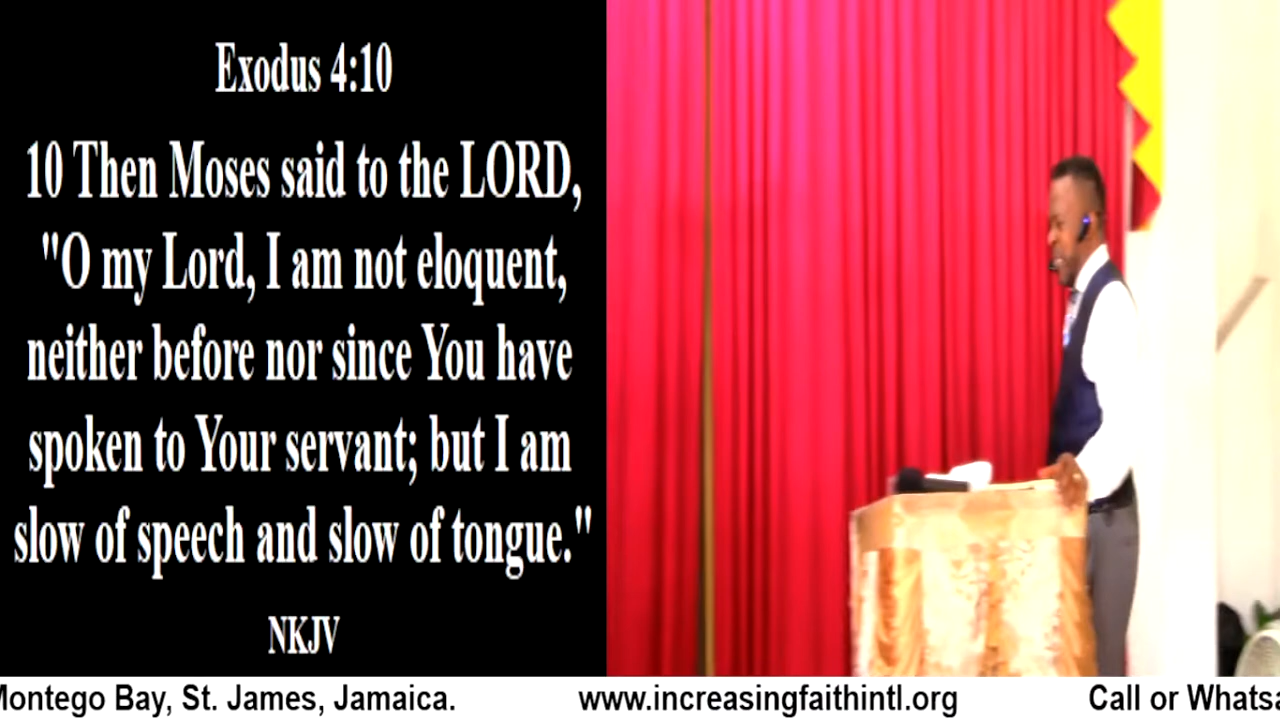 Exodus 4:10
10 Then Moses said to the LORD,
"O my Lord, I am not eloquent,
neither before nor since You have
spoken to Your servant; but I am
slow of speech and slow of tongue."
NKJV
Montego Bay, St. James, Jamaica. www.increasingfaithintl.org Call or Whatsa